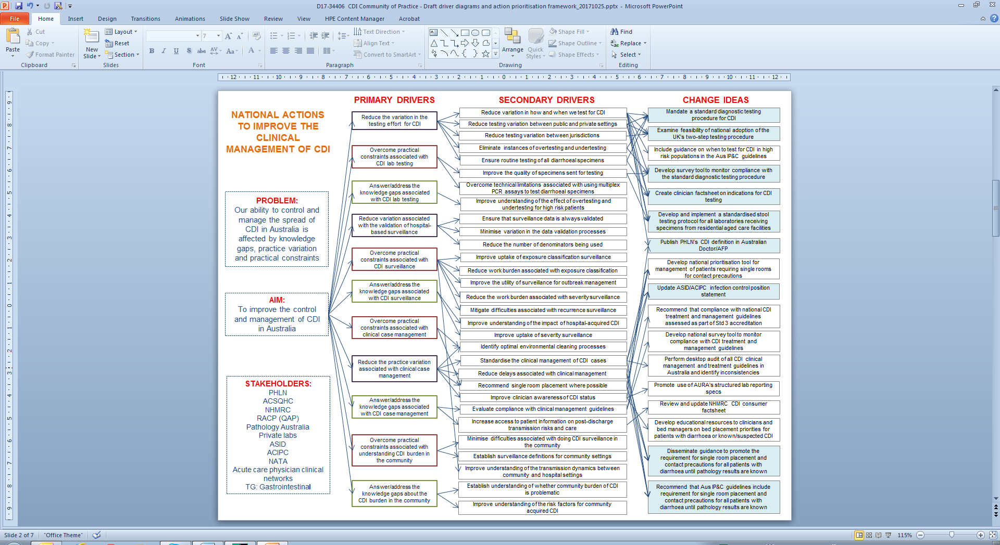 D17-34406 CDI Community of Practice - Draft driver diagrams and action prioritisation framework_20171025.pptx - Microsoft PowerPoint
File Home Insert Design Transitions Animations Slide Show Review View HPE Content Manager Acrobat
Paste
Cut
Copy
Format Painter
Clipboard
New
Slide
Layout
Reset
Section
Slides
7
Font
Text Direction
Align Text
Convert to SmartArt
Paragraph
Arrange
Quick
Styles
Shape Fill
Shape Outline
Shape Effects
Drawing
Find
Replace
Select
Editing
12 11 10 9 8 7 6 5 4 3 2 1 0 1 2 3 4 5 6 7 8 9 10 11 12
9 8 7 6 5 4 3 2 1 0 1 2 3 4 5 6 7 8 9
NATIONAL ACTIONS
TO IMPROVE THE
CLINICAL
MANAGEMENT OF CDI
PROBLEM:
Our ability to control and
manage the spread of
CDI in Australia is
affected by knowledge
gaps, practice variation
and practical constraints
AIM:
To improve the control
and management of CDI
in Australia
STAKEHOLDERS:
PHLN
ACSQHC
NHMRC
RACP (QAP)
Pathology Australia
Private labs
ASID
ACIPC
NATA
Acute care physician clinical
networks
TG: Gastrointestinal
PRIMARY DRIVERS
Reduce the variation in the
testing effort for CDI
Overcome practical
constraints associated with
CDI lab testing
Answer/address the
knowledge gaps associated
with CDI lab testing
Reduce variation associated
with the validation of hospital-
based surveillance
Overcome practical
constraints associated with
CDI surveillance
Answer/address the
knowledge gaps associated
with CDI surveillance
Overcome practical
constraints associated with
clinical case management
Reduce the practice variation
associated with clinical case
management
Answer/address the
knowledge gaps associated
with CDI case management
Overcome practical
constraints associated with
understanding CDI burden in
the community
Answer/address the
knowledge gaps about the
CDI burden in the community
SECONDARY DRIVERS
Reduce variation in how and when we test for CDI
Reduce testing variation between public and private settings
Reduce testing variation between jurisdictions
Eliminate instances of overtesting and undertesting
Ensure routine testing of all diarrhoeal specimens
Improve the quality of specimens sent for testing
Overcome technical limitations associated with using multiplex
PCR assays to test diarrhoeal specimens
Improve understanding of the effect of overtesting and
undertesting for high risk patients
Ensure that surveillance data is always validated
Minimise variation in the data validation processes
Reduce the number of denominators being used
Improve uptake of exposure classification surveillance
Reduce work burden associated with exposure classification
Improve the utility of surveillance for outbreak management
Reduce the work burden associated with severity surveillance
Mitigate difficulties associated with recurrence surveillance
Improve understanding of the impact of hospital-acquired CDI
Improve uptake of severity surveillance
Identify optimal environmental cleaning processes
Standardise the clinical management of CDI cases
Reduce delays associated with clinical management
Recommend single room placement where possible
Improve clinician awareness of CDI status
Evaluate compliance with clinical management guidelines
Increase access to patient information on post-discharge
transmission risks and care
Minimise difficulties associated with doing CDI surveillance in
the community
Establish surveillance definitions for community settings
Improve understanding of the transmission dynamics between
community and hospital settings
Establish understanding of whether community burden of CDI
is problematic
Improve understanding of the risk factors for community
acquired CDI
CHANGE IDEAS
Mandate a standard diagnostic testing
procedure for CDI
Examine feasibility of national adoption of the
UK's two-step testing procedure
Include guidance on when to test for CDI in high
risk populations in the Aus IP&C guidelines
Develop survey tool to monitor compliance with
the standard diagnostic testing procedure
Create clinician factsheet on indications for CDI
testing
Develop and implement a standardised stool
testing protocol for all laboratories receiving
specimens from residential aged care facilities
Publish PHLN's CDI definition in Australian
Doctor/AFP
Develop national prioritisation tool for
management of patients requiring single rooms
for contact precautions
Update ASID/ACIPC infection control position
statement
Recommend that compliance with national CDI
treatment and management guidelines
assessed as part of Std 3 accreditation
Develop national survey tool to monitor
compliance with CDI treatment and
management guidelines
Perform desktop audit of all CDI clinical
management and treatment guidelines in
Australia and identify inconsistencies
Promote use of AURA's structured lab reporting
specs
Review and update NHMRC CDI consumer
factsheet
Develop educational resources to clinicians and
bed managers on bed placement priorities for
patients with diarrhoea or known/suspected CDI
Disseminate guidance to promote the
requirement for single room placement and
contact precautions for all patients with
diarrhoea until pathology results are known
Recommend that Aus IP&C guidelines include
requirement for single room placement and
contact precautions for all patients with
diarrhoea until pathology results are known
Slide 2 of 7 "Office Theme" 115%